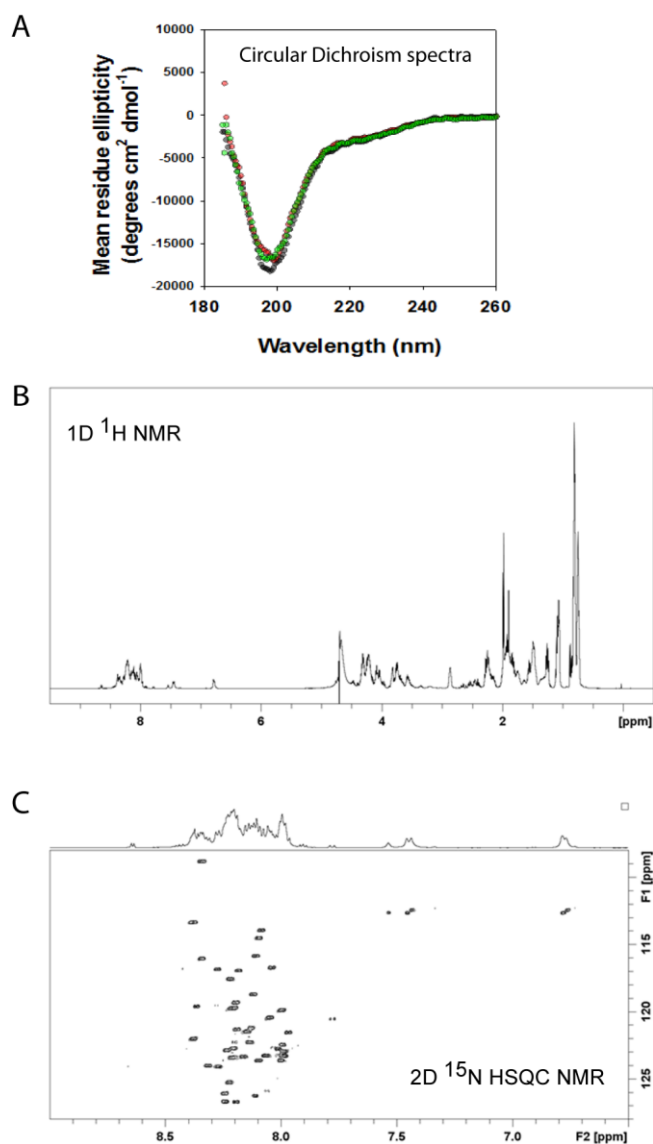 A
Circular Dichroism spectra
Mean residue ellipticity
(degrees cm² dmol⁻¹)
10000
5000
0
-5000
-10000
-15000
-20000
180 200 220 240 260
Wavelength (nm)
B
1D ¹H NMR
8 6 4 2 [ppm]
C
F1 [ppm]
115
120
125
2D ¹⁵N HSQC NMR
8.5 8.0 7.5 7.0 F2 [ppm]